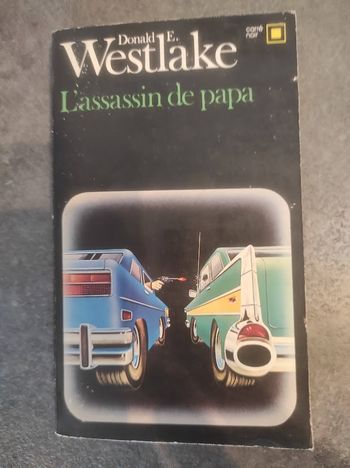 Donald E.
Westlake
carré
noir
L'assassin de papa